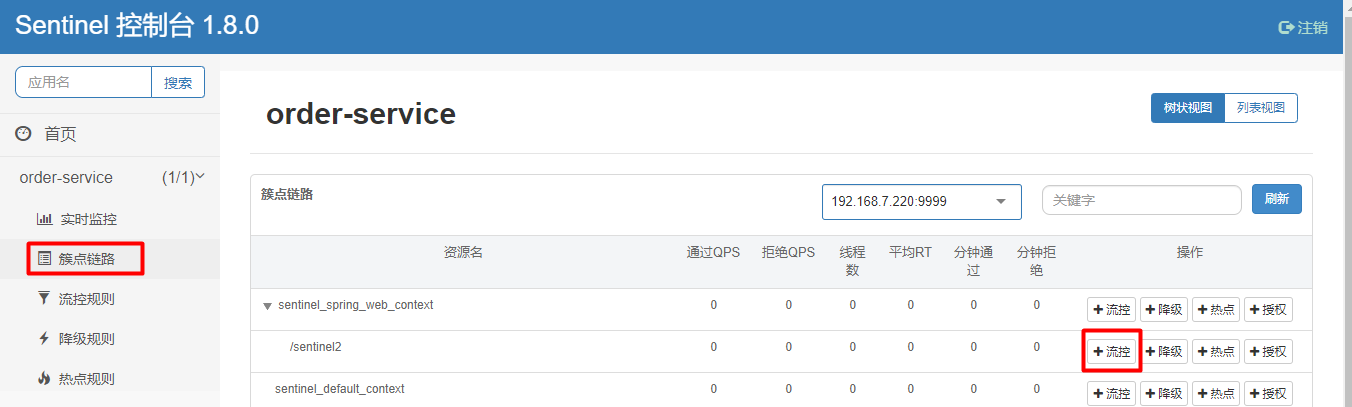 Sentinel 控制台 1.8.0
注销
应用名 搜索
首页
order-service (1/1)
实时监控
簇点链路
流控规则
降级规则
热点规则
order-service
树状视图 列表视图
簇点链路 192.168.7.220:9999 关键字 刷新
资源名 通过QPS 拒绝QPS 线程数 平均RT 分钟通过 分钟拒绝 操作
sentinel_spring_web_context 0 0 0 0 0 0 +流控 +降级 +热点 +授权
/sentinel2 0 0 0 0 0 0 +流控 +降级 +热点 +授权
sentinel_default_context 0 0 0 0 0 0 +流控 +降级 +热点 +授权